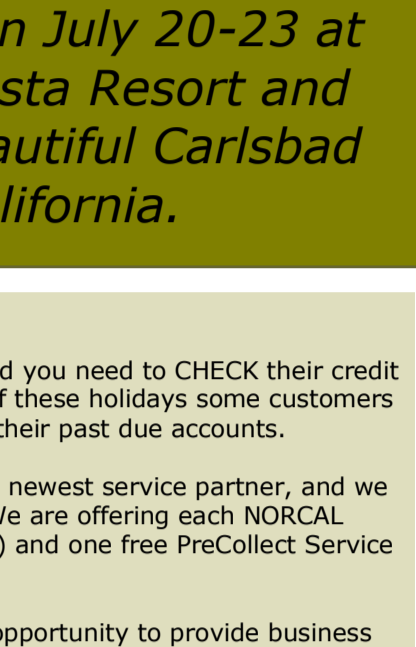 n July 20-23 at
sta Resort and
autiful Carlsbad
lifornia.
d you need to CHECK their credit
f these holidays some customers
their past due accounts.
newest service partner, and we
We are offering each NORCAL
) and one free PreCollect Service
opportunity to provide business